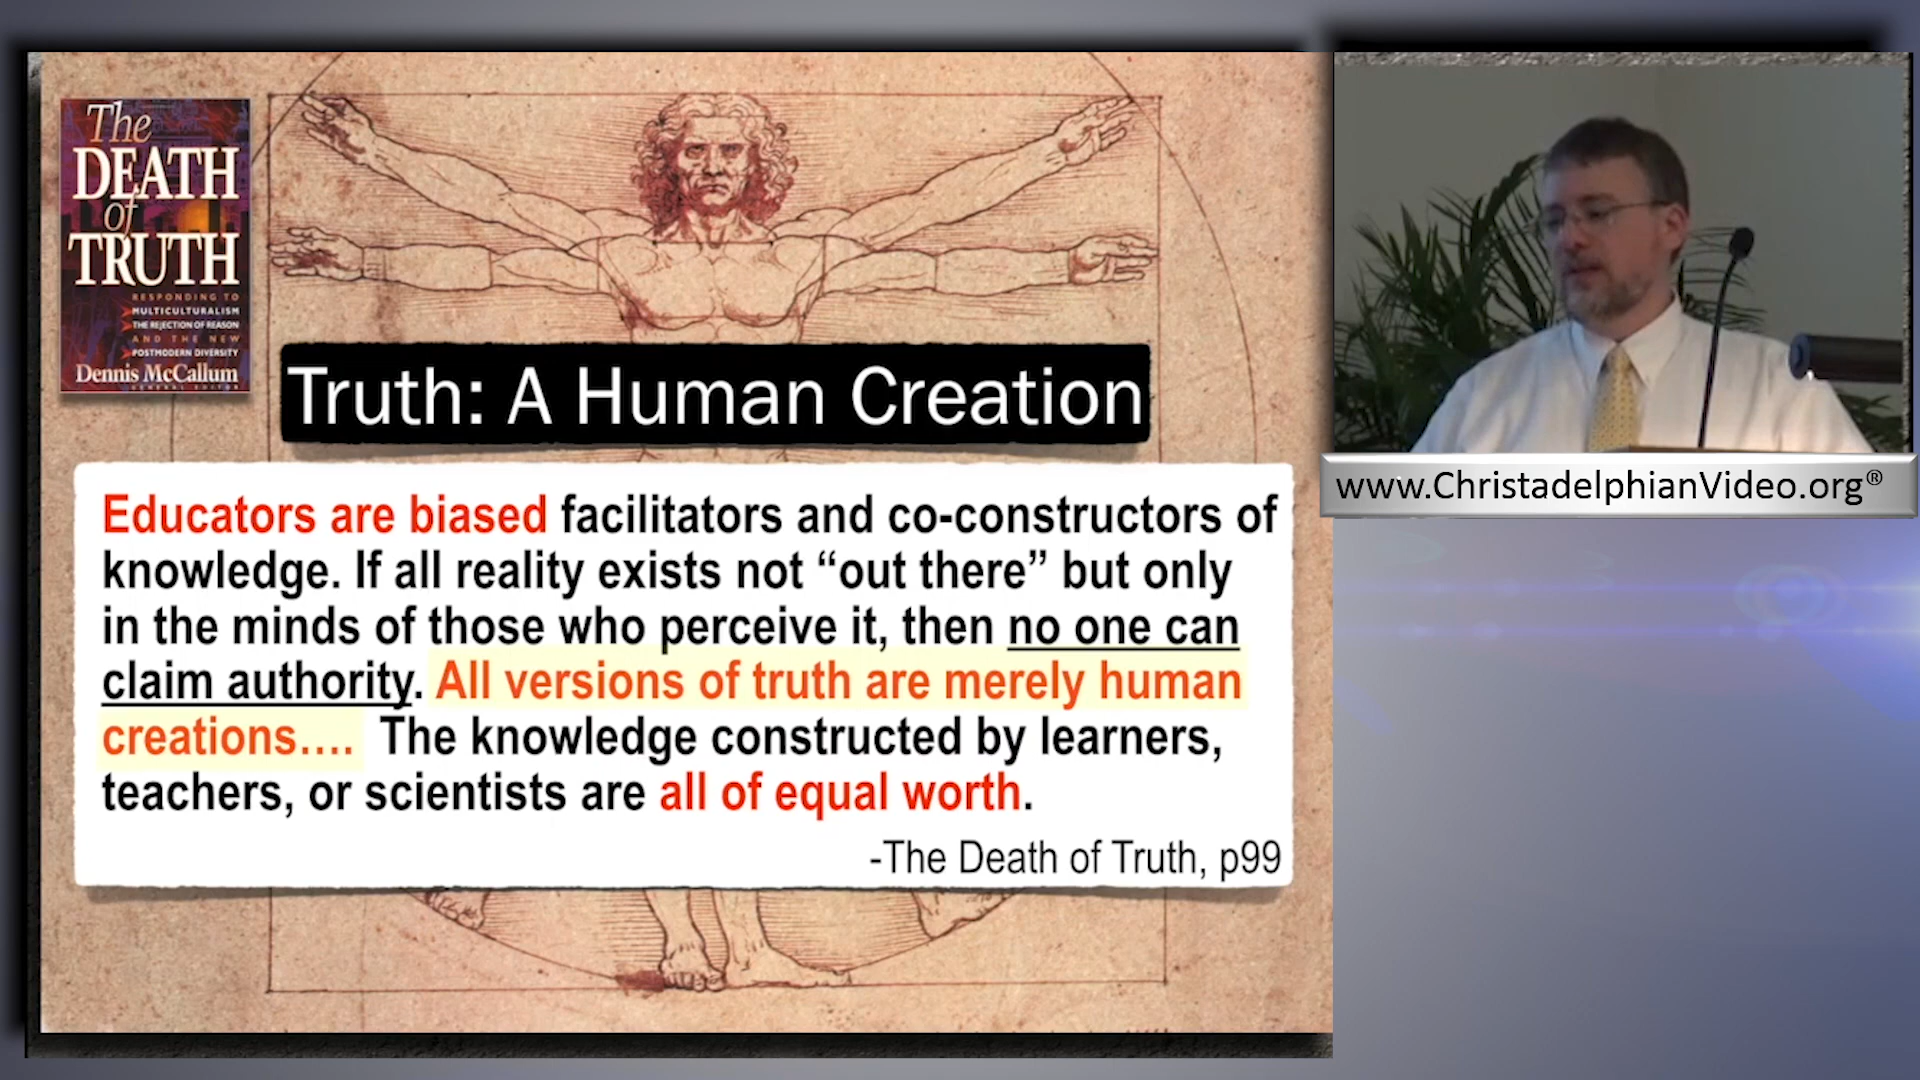 The
DEATH
of
TRUTH
RESPONDING TO
MULTICULTURALISM
THE REJECTION OF REASON
AND THE NEW
POSTMODERN DIVERSITY
Dennis McCallum
GENERAL EDITOR
Truth: A Human Creation
Educators are biased facilitators and co-constructors of
knowledge. If all reality exists not “out there” but only
in the minds of those who perceive it, then no one can
claim authority. All versions of truth are merely human
creations.... The knowledge constructed by learners,
teachers, or scientists are all of equal worth.
-The Death of Truth, p99
www.ChristadelphianVideo.org®